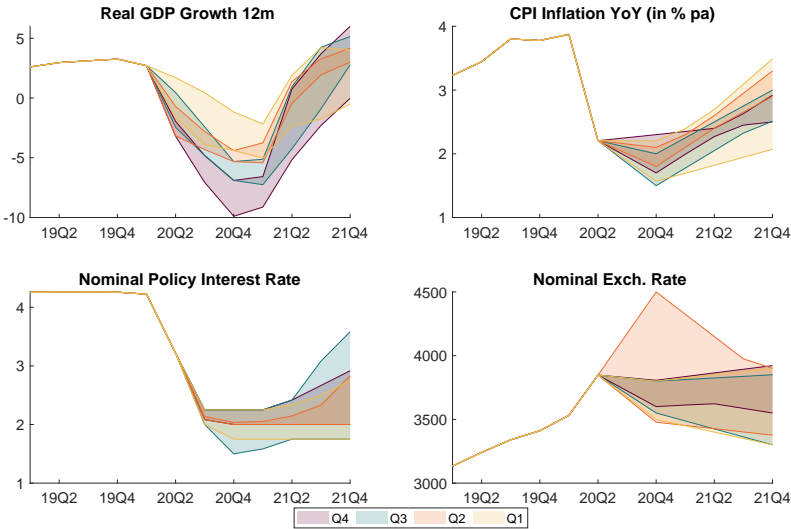 Real GDP Growth 12m
5
0
-5
-10
19Q2 19Q4 20Q2 20Q4 21Q2 21Q4
CPI Inflation YoY (in % pa)
4
3
2
1
19Q2 19Q4 20Q2 20Q4 21Q2 21Q4
Nominal Policy Interest Rate
4
3
2
1
19Q2 19Q4 20Q2 20Q4 21Q2 21Q4
Nominal Exch. Rate
4500
4000
3500
3000
19Q2 19Q4 20Q2 20Q4 21Q2 21Q4
Q4 Q3 Q2 Q1